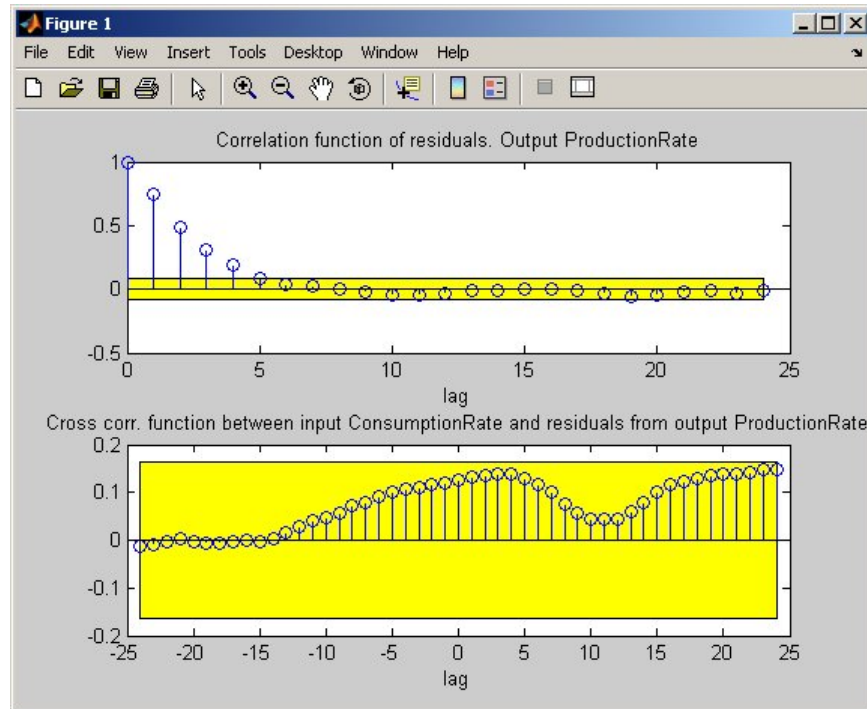 Figure 1
File Edit View Insert Tools Desktop Window Help
Correlation function of residuals. Output ProductionRate
1
0.5
0
-0.5
0 5 10 15 20 25
lag
Cross corr. function between input ConsumptionRate and residuals from output ProductionRate
0.2
0.1
0
-0.1
-0.2
-25 -20 -15 -10 -5 0 5 10 15 20 25
lag